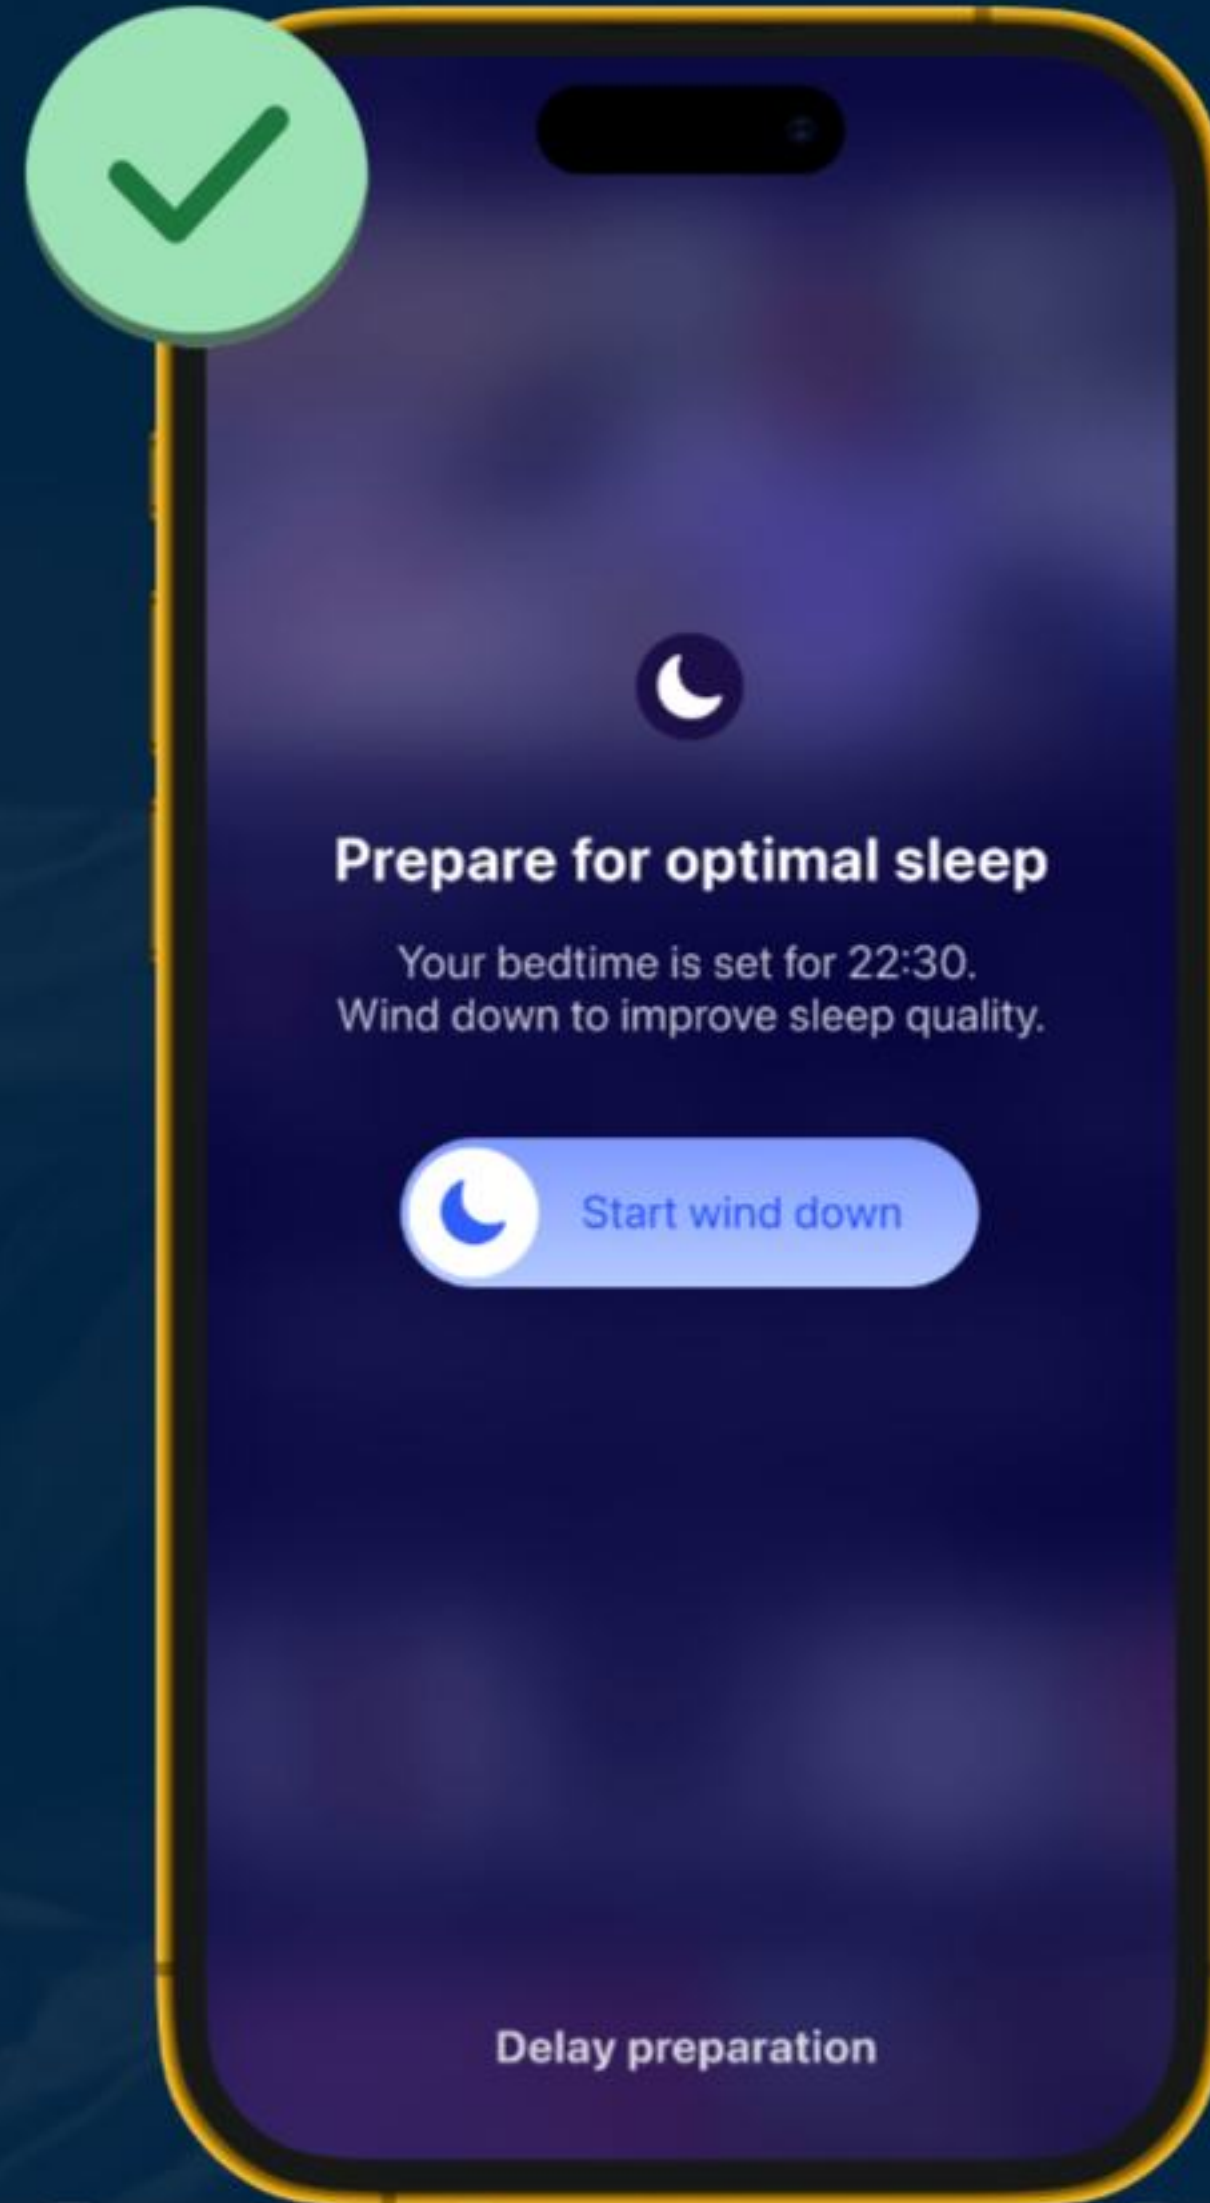 Prepare for optimal sleep
Your bedtime is set for 22:30.
Wind down to improve sleep quality.
Start wind down
Delay preparation